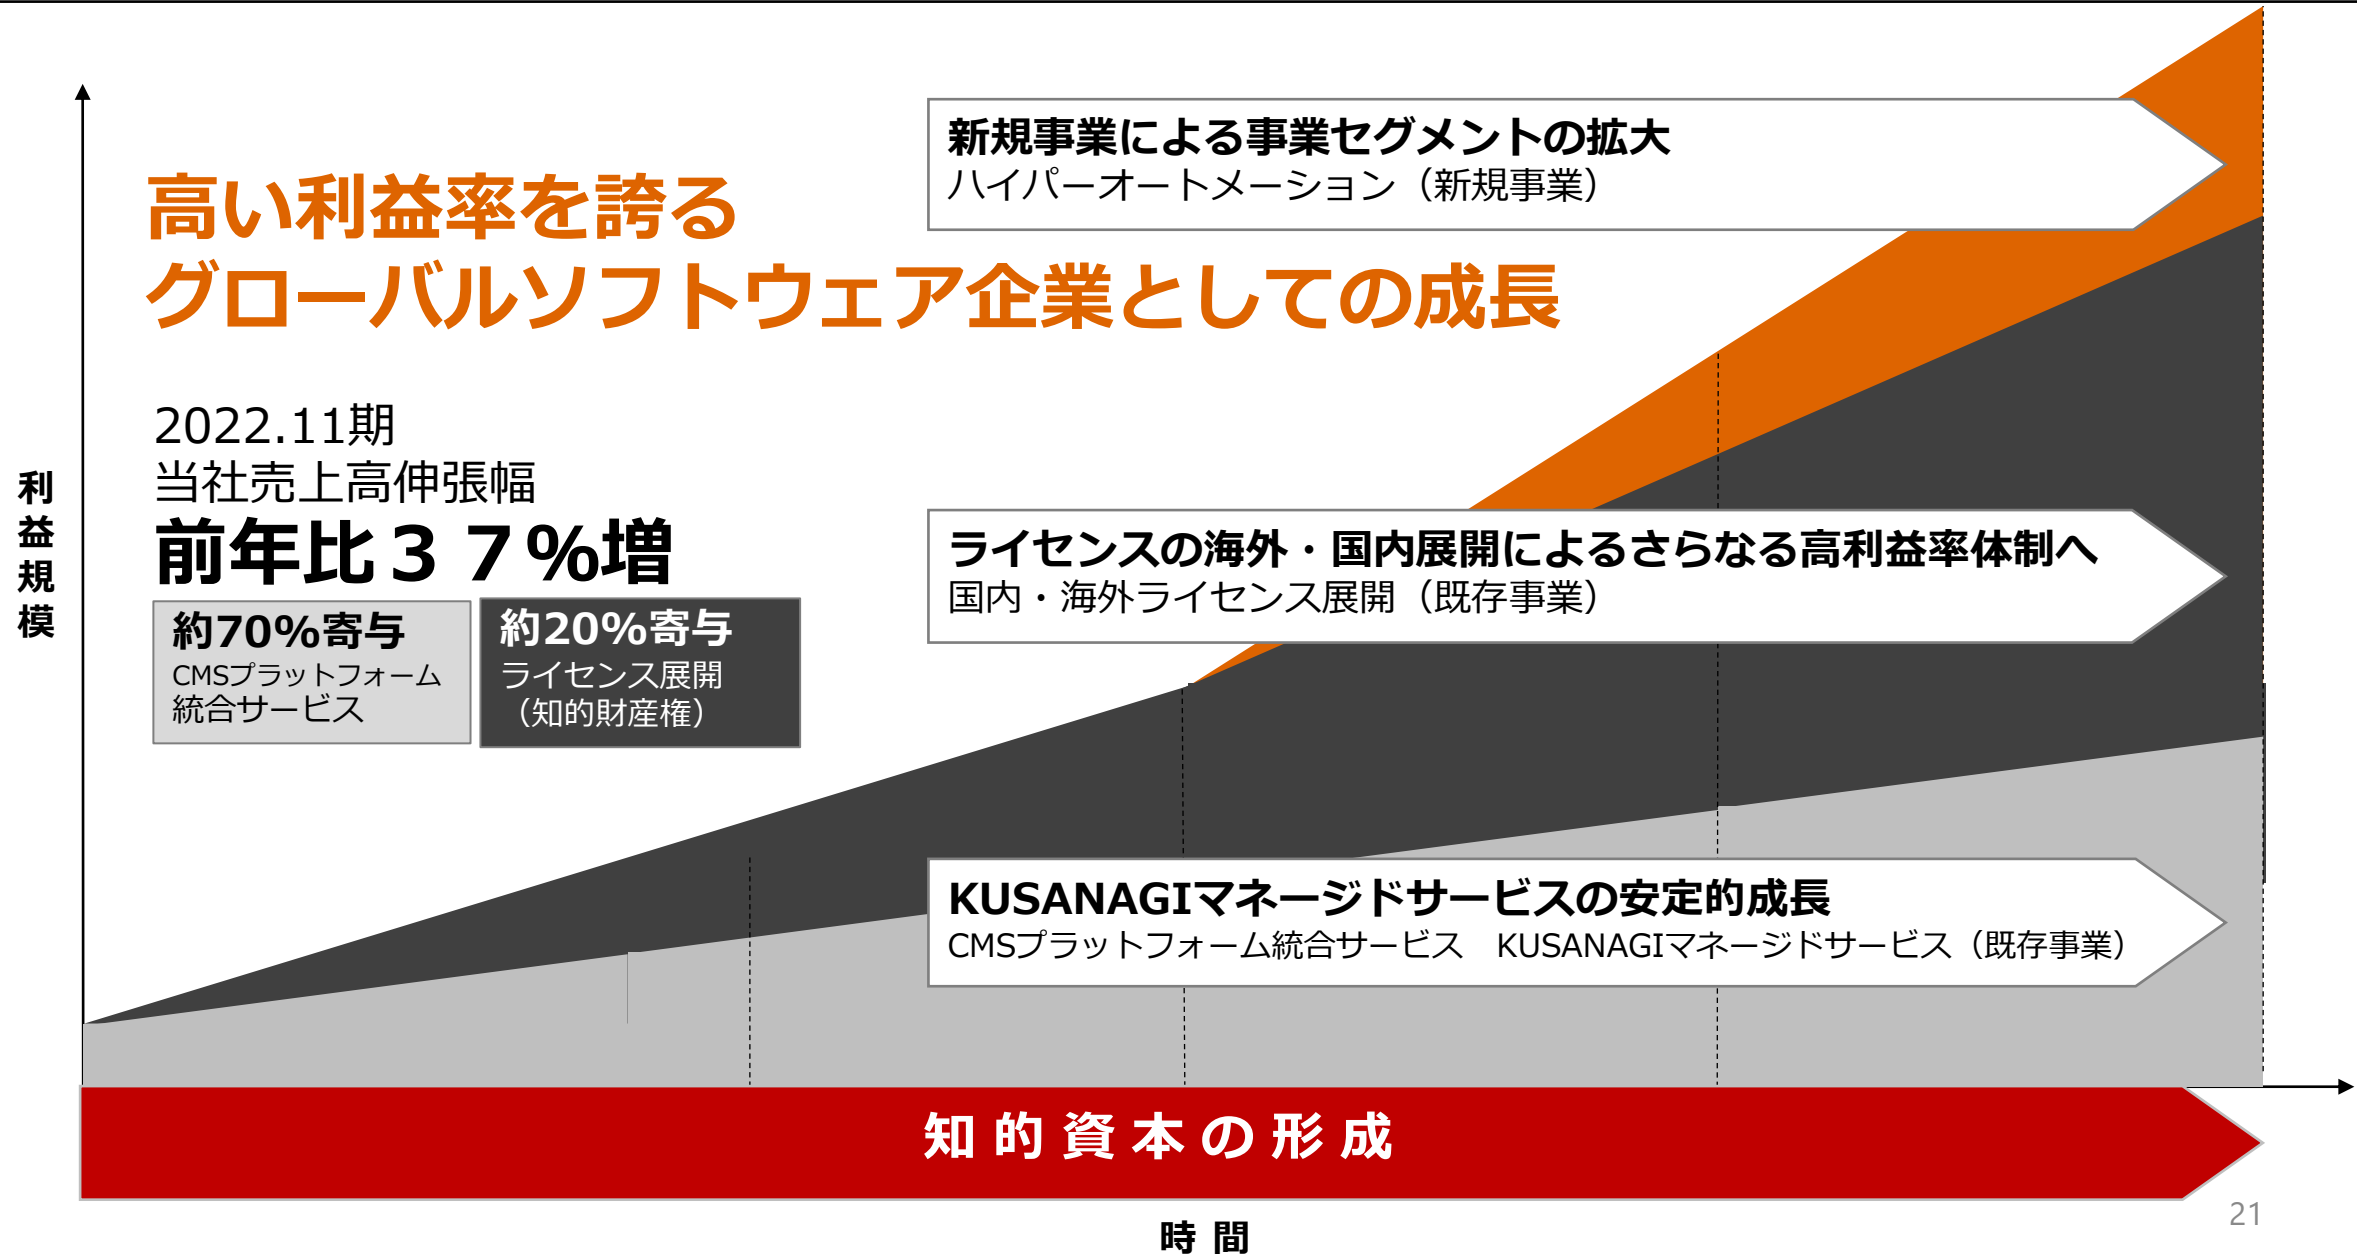 高い利益率を誇る
グローバルソフトウェア企業としての成長
2022.11期
当社売上高伸張幅
前年比３７％増
約70%寄与
CMSプラットフォーム
統合サービス
約20%寄与
ライセンス展開
（知的財産権）
新規事業による事業セグメントの拡大
ハイパーオートメーション（新規事業）
ライセンスの海外・国内展開によるさらなる高利益率体制へ
国内・海外ライセンス展開（既存事業）
KUSANAGIマネージドサービスの安定的成長
CMSプラットフォーム統合サービス　KUSANAGIマネージドサービス（既存事業）
利益規模
知的資本の形成
時間
21